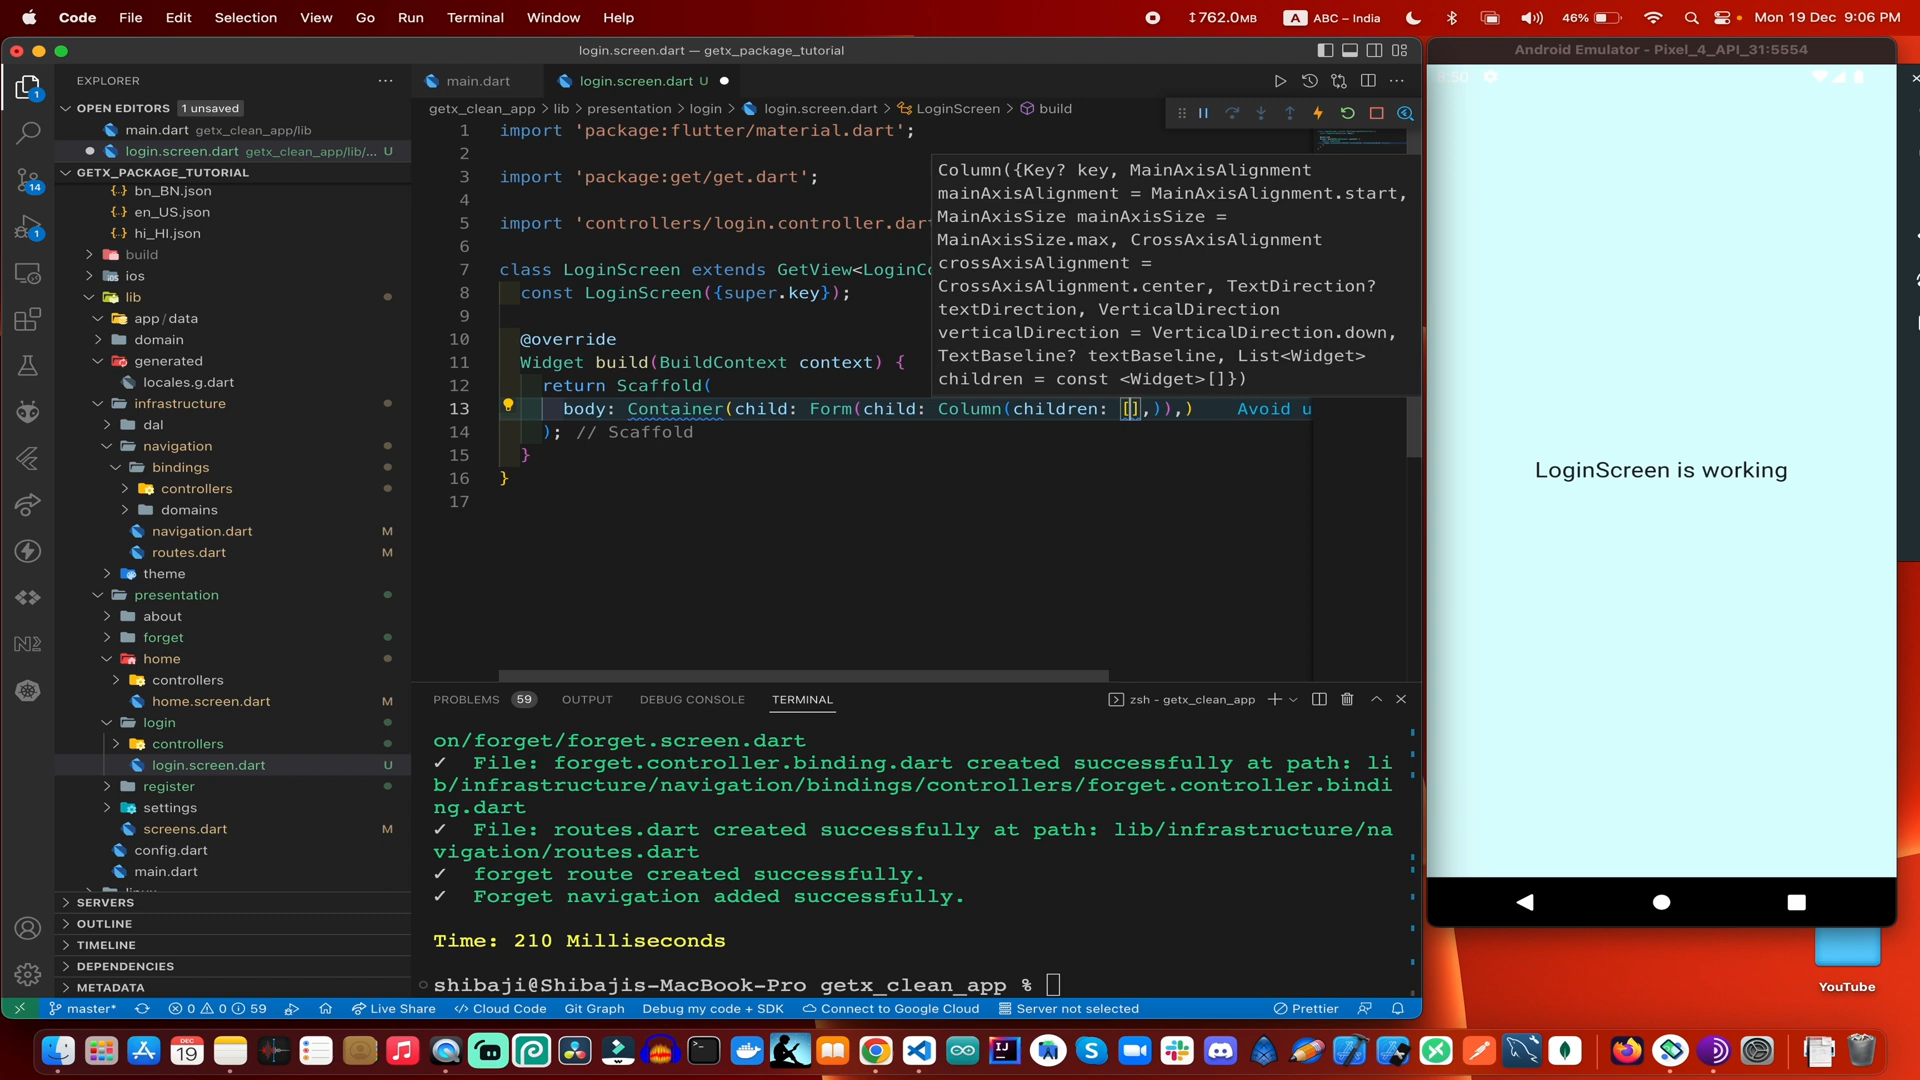 Code File Edit Selection View Go Run Terminal Window Help
762.0MB A ABC – India 46% Mon 19 Dec 9:06 PM
login.screen.dart — getx_package_tutorial
Android Emulator - Pixel_4_API_31:5554
EXPLORER
OPEN EDITORS 1 unsaved
main.dart getx_clean_app/lib
login.screen.dart getx_clean_app/lib/... U
GETX_PACKAGE_TUTORIAL
bn_BN.json
en_US.json
hi_HI.json
build
ios
lib
app/data
domain
generated
locales.g.dart
infrastructure
dal
navigation
bindings
controllers
domains
navigation.dart M
routes.dart M
theme
presentation
about
forget
home
controllers
home.screen.dart M
login
controllers
login.screen.dart U
register
settings
screens.dart M
config.dart
main.dart
SERVERS
OUTLINE
TIMELINE
DEPENDENCIES
METADATA
1
14
1
main.dart login.screen.dart U
getx_clean_app > lib > presentation > login > login.screen.dart > LoginScreen > build
1 import 'package:flutter/material.dart';
2
3 import 'package:get/get.dart';
4
5 import 'controllers/login.controller.dart
6
7 class LoginScreen extends GetView<LoginCo
8 const LoginScreen({super.key});
9
10 @override
11 Widget build(BuildContext context) {
12 return Scaffold(
13 body: Container(child: Form(child: Column(children: [],)),) Avoid u
14 ); // Scaffold
15 }
16 }
17
Column({Key? key, MainAxisAlignment
mainAxisAlignment = MainAxisAlignment.start,
MainAxisSize mainAxisSize =
MainAxisSize.max, CrossAxisAlignment
crossAxisAlignment =
CrossAxisAlignment.center, TextDirection?
textDirection, VerticalDirection
verticalDirection = VerticalDirection.down,
TextBaseline? textBaseline, List<Widget>
children = const <Widget>[]})
PROBLEMS 59 OUTPUT DEBUG CONSOLE TERMINAL zsh - getx_clean_app
on/forget/forget.screen.dart
✓ File: forget.controller.binding.dart created successfully at path: li
b/infrastructure/navigation/bindings/controllers/forget.controller.bindi
ng.dart
✓ File: routes.dart created successfully at path: lib/infrastructure/na
vigation/routes.dart
✓ forget route created successfully.
✓ Forget navigation added successfully.
Time: 210 Milliseconds
shibaji@Shibajis-MacBook-Pro getx_clean_app %
master* 0 0 59 Live Share Cloud Code Git Graph Debug my code + SDK Connect to Google Cloud Server not selected Prettier
LoginScreen is working
YouTube
DEC
19